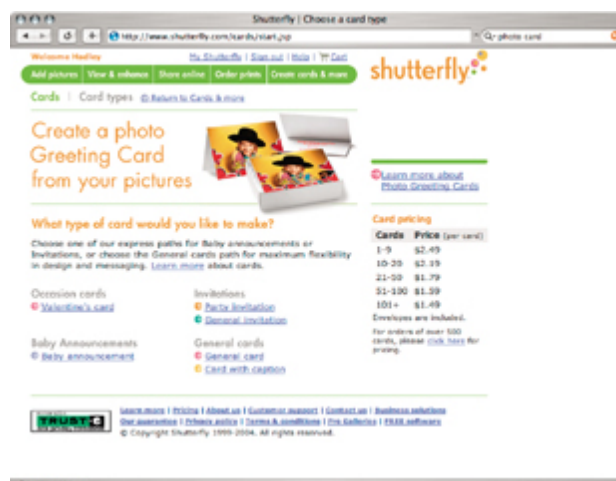 Shutterfly | Choose a card type
http://www.shutterfly.com/cards/start.jsp
photo card
Welcome Hadley
My Shutterfly | Sign out | Help | Cart
Add pictures View & enhance Share online Order prints Create cards & more
shutterfly
Cards | Card types Return to Cards & more
Create a photo
Greeting Card
from your pictures
Learn more about
Photo Greeting Cards
What type of card would you like to make?
Choose one of our express paths for Baby announcements or
Invitations, or choose the General cards path for maximum flexibility
in design and messaging. Learn more about cards.
Occasion cards
Valentine's card
Invitations
Party invitation
General invitation
Baby Announcements
Baby announcement
General cards
General card
Card with caption
Card pricing
Cards Price (per card)
1-9 $2.49
10-20 $2.19
21-50 $1.79
51-100 $1.59
101+ $1.49
Envelopes are included.
For orders of over 500
cards, please click here for
pricing.
TRUST e
Learn more | Pricing | About us | Customer support | Contact us | Business solutions
Our guarantee | Privacy policy | Terms & conditions | Pro Galleries | FREE software
© Copyright Shutterfly 1999-2004. All rights reserved.